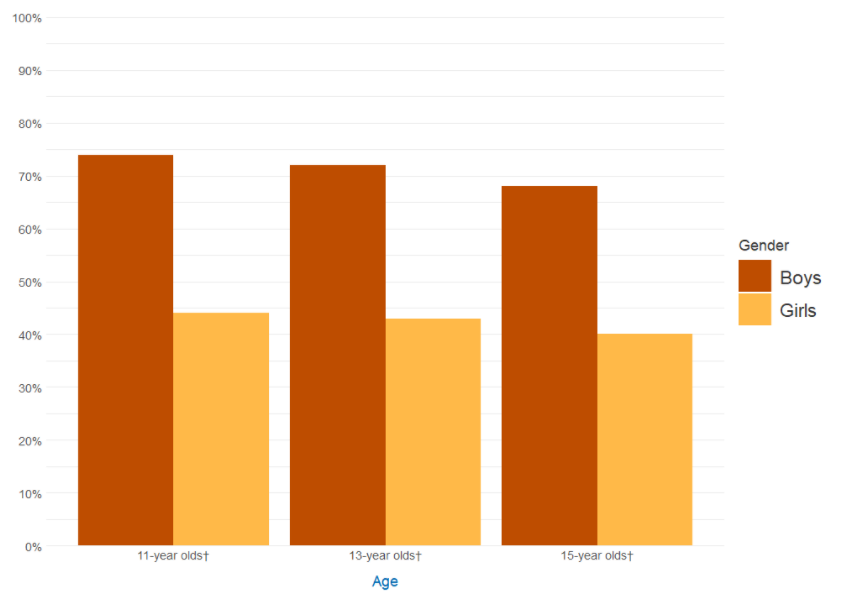 100%
90%
80%
70%
60%
50%
40%
30%
20%
10%
0%
11-year olds† 13-year olds† 15-year olds†
Age
Gender
Boys
Girls